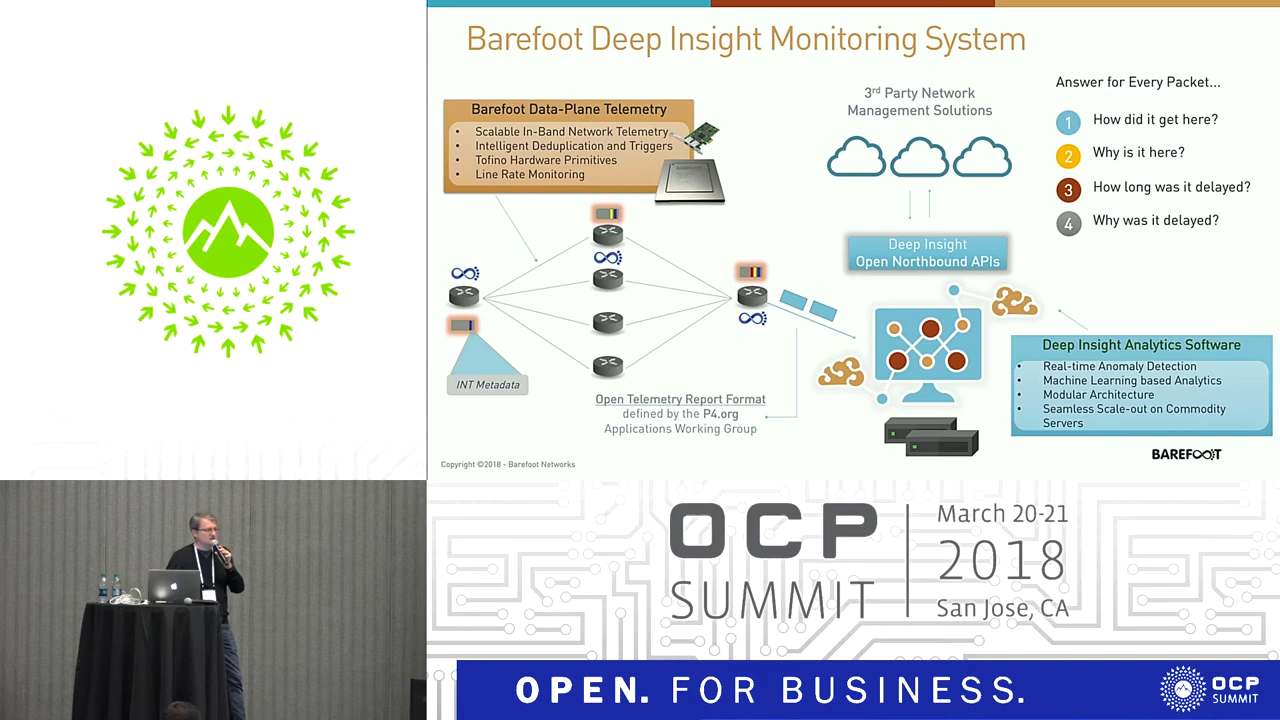 Barefoot Deep Insight Monitoring System
Barefoot Data-Plane Telemetry
• Scalable In-Band Network Telemetry
• Intelligent Deduplication and Triggers
• Tofino Hardware Primitives
• Line Rate Monitoring
3rd Party Network
Management Solutions
Answer for Every Packet...
1 How did it get here?
2 Why is it here?
3 How long was it delayed?
4 Why was it delayed?
Deep Insight
Open Northbound APIs
INT Metadata
Open Telemetry Report Format
defined by the P4.org
Applications Working Group
Deep Insight Analytics Software
• Real-time Anomaly Detection
• Machine Learning based Analytics
• Modular Architecture
• Seamless Scale-out on Commodity
Servers
Copyright ©2018 - Barefoot Networks
BAREFOOT
OCP
SUMMIT
March 20-21
2018
San Jose, CA
OPEN. FOR BUSINESS.
OCP
SUMMIT